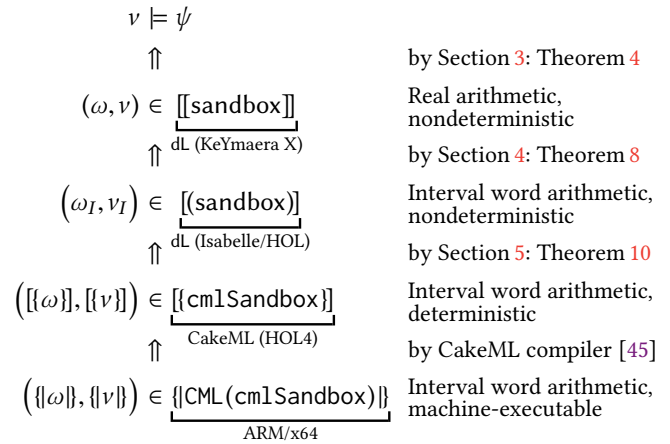 ν ⊨ ψ
⇑ by Section 3: Theorem 4
(ω, ν) ∈ [[sandbox]] Real arithmetic,
nondeterministic
dL (KeYmaera X)
⇑ by Section 4: Theorem 8
(ω_I, ν_I) ∈ [(sandbox)] Interval word arithmetic,
nondeterministic
dL (Isabelle/HOL)
⇑ by Section 5: Theorem 10
([{ω}], [{ν}]) ∈ [{cmlSandbox}] Interval word arithmetic,
deterministic
CakeML (HOL4)
⇑ by CakeML compiler [45]
({|ω|}, {|ν|}) ∈ {|CML(cmlSandbox)|} Interval word arithmetic,
machine-executable
ARM/x64